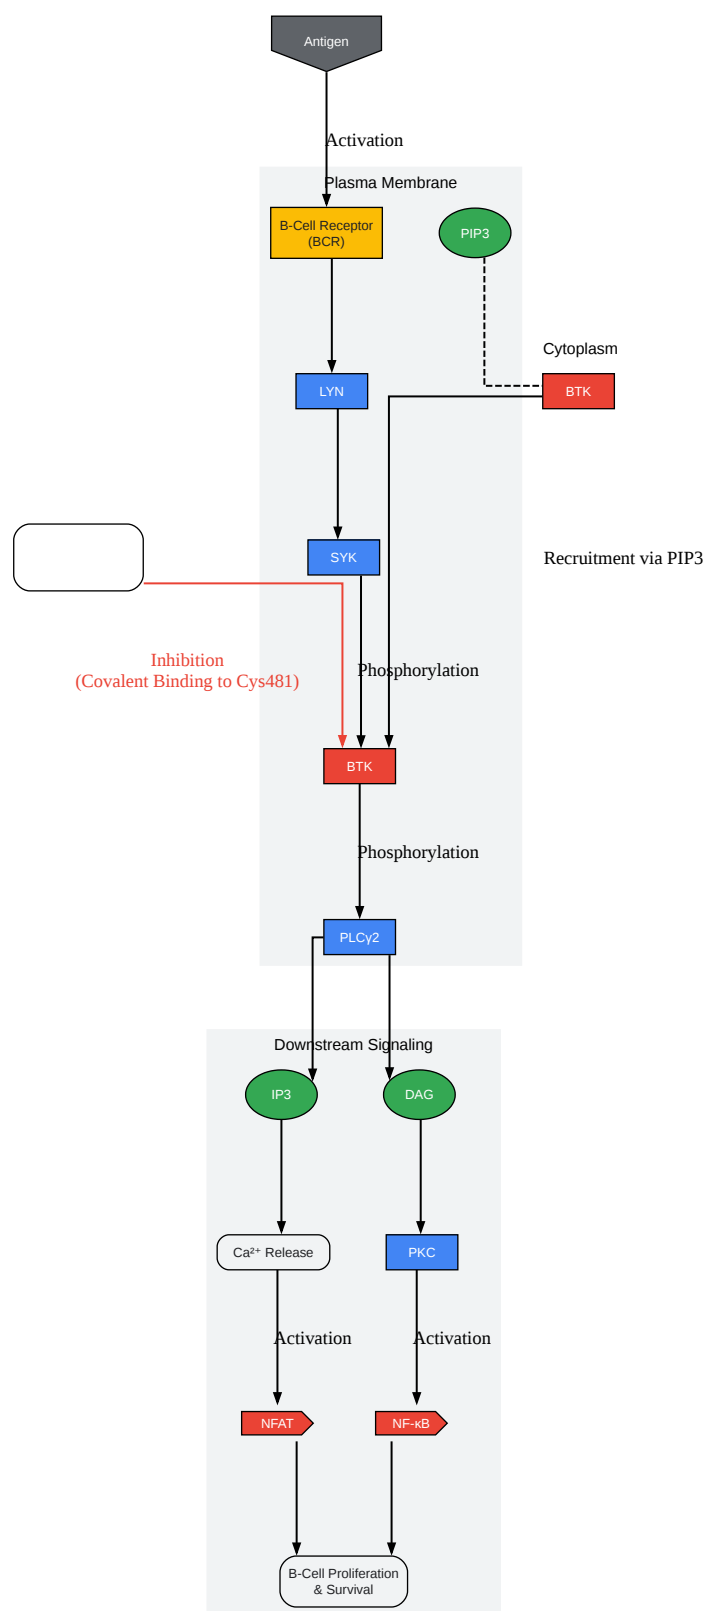 Antigen
Activation
Plasma Membrane
B-Cell Receptor
(BCR)
PIP3
Cytoplasm
LYN
BTK
SYK
Recruitment via PIP3
Inhibition
(Covalent Binding to Cys481)
Phosphorylation
BTK
Phosphorylation
PLCγ2
Downstream Signaling
IP3
DAG
Ca²⁺ Release
PKC
Activation
Activation
NFAT
NF-κB
B-Cell Proliferation
& Survival